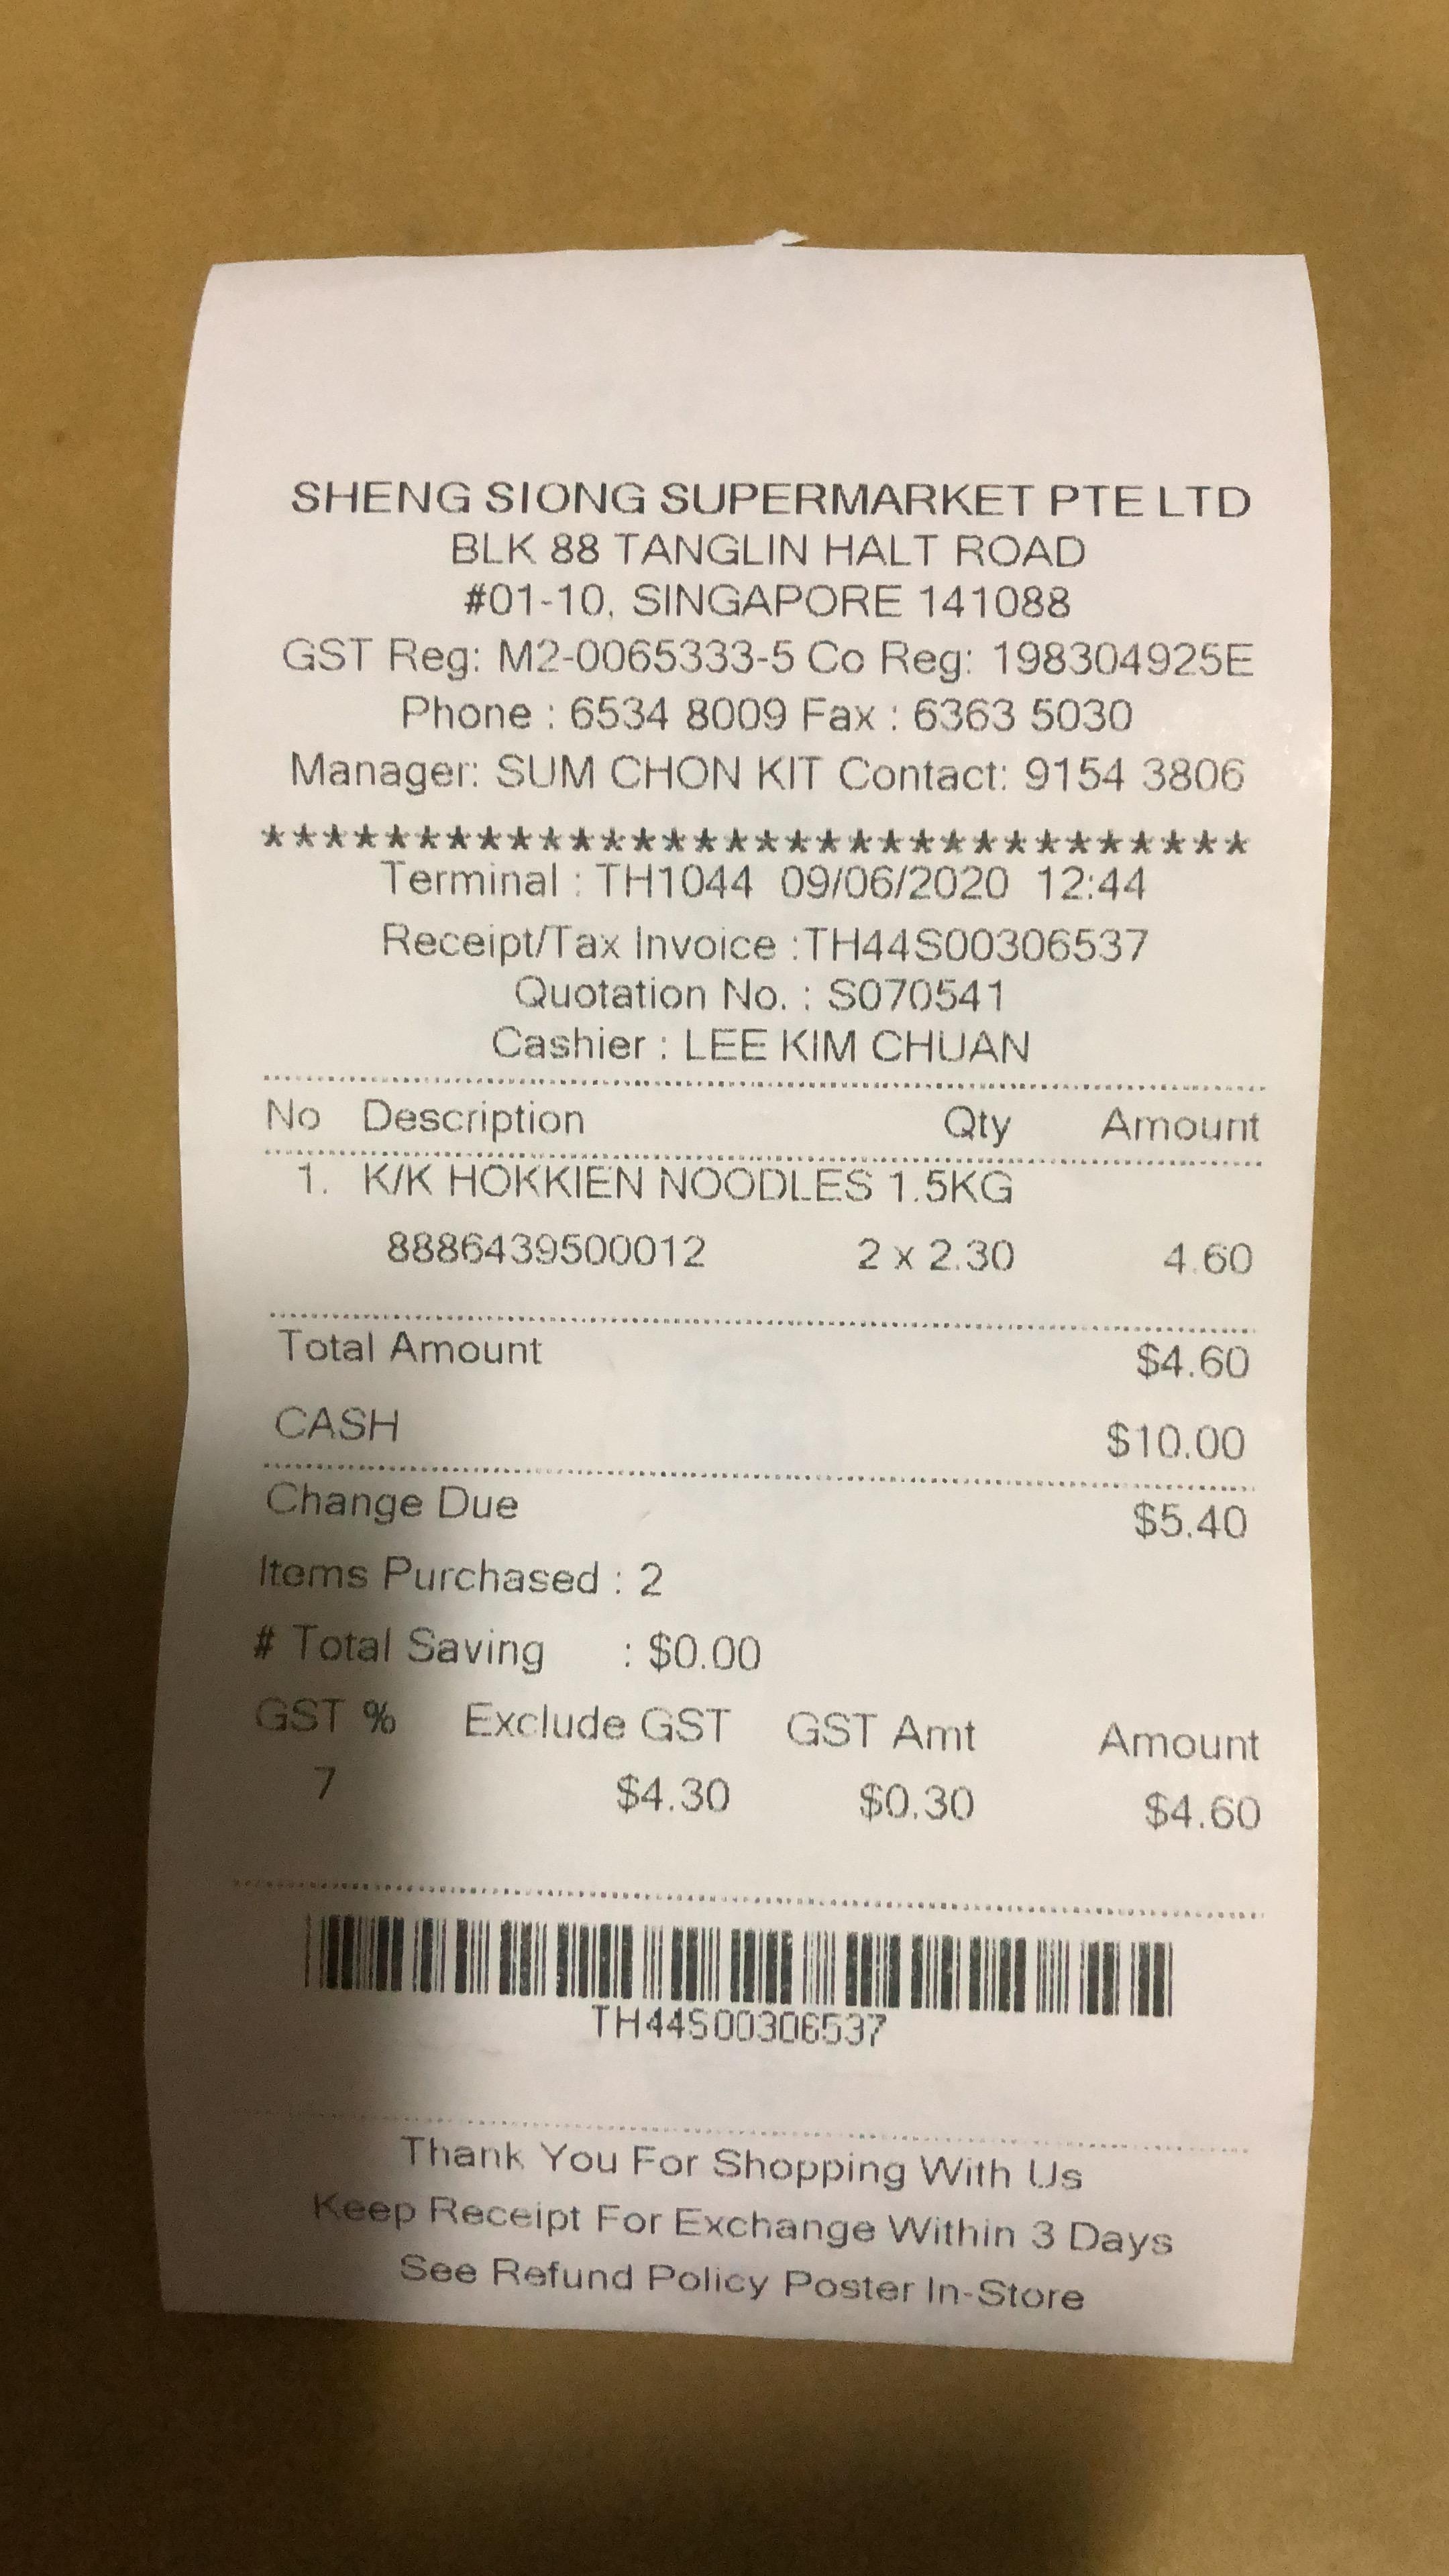 SHENG SIONG SUPERMARKET PTE LTD
BLK 88 TANGLIN HALT ROAD
#01-10, SINGAPORE 141088
GST Reg: M2-0065333-5 Co Reg: 198304925E
Phone : 6534 8009 Fax : 6363 5030
Manager: SUM CHON KIT Contact: 9154 3806
********************************
Terminal : TH1044 09/06/2020 12:44
Receipt/Tax Invoice :TH44S00306537
Quotation No. : S070541
Cashier : LEE KIM CHUAN
No Description Qty Amount
1. K/K HOKKIEN NOODLES 1.5KG
8886439500012 2 x 2.30 4.60
Total Amount $4.60
CASH $10.00
Change Due $5.40
Items Purchased : 2
# Total Saving : $0.00
GST % Exclude GST GST Amt Amount
7 $4.30 $0.30 $4.60
TH44S00306537
Thank You For Shopping With Us
Keep Receipt For Exchange Within 3 Days
See Refund Policy Poster In-Store